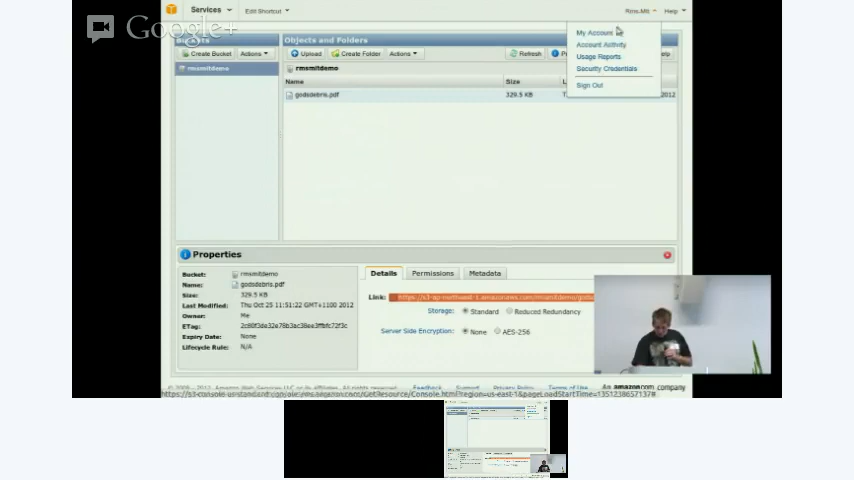 Google+
Services
Edit Shortcut
Help
My Account
Account Activity
Usage Reports
Security Credentials
Sign Out
Buckets
Objects and Folders
Create Bucket
Actions
Upload
Create Folder
Actions
Refresh
rmsmitdemo
rmsmitdemo
Name
Size
godsdebris.pdf
329.5 KB
2012
Properties
Bucket:
rmsmitdemo
Name:
godsdebris.pdf
Size:
329.5 KB
Last Modified:
Thu Oct 25 11:51:22 GMT+1100 2012
Owner:
Me
ETag:
Expiry Date:
None
Lifecycle Rule:
N/A
Details
Permissions
Metadata
Link:
Storage:
Standard
Reduced Redundancy
Server Side Encryption:
None
AES-256
Feedback
Support
Privacy Policy
Terms of Use
An amazon.com company